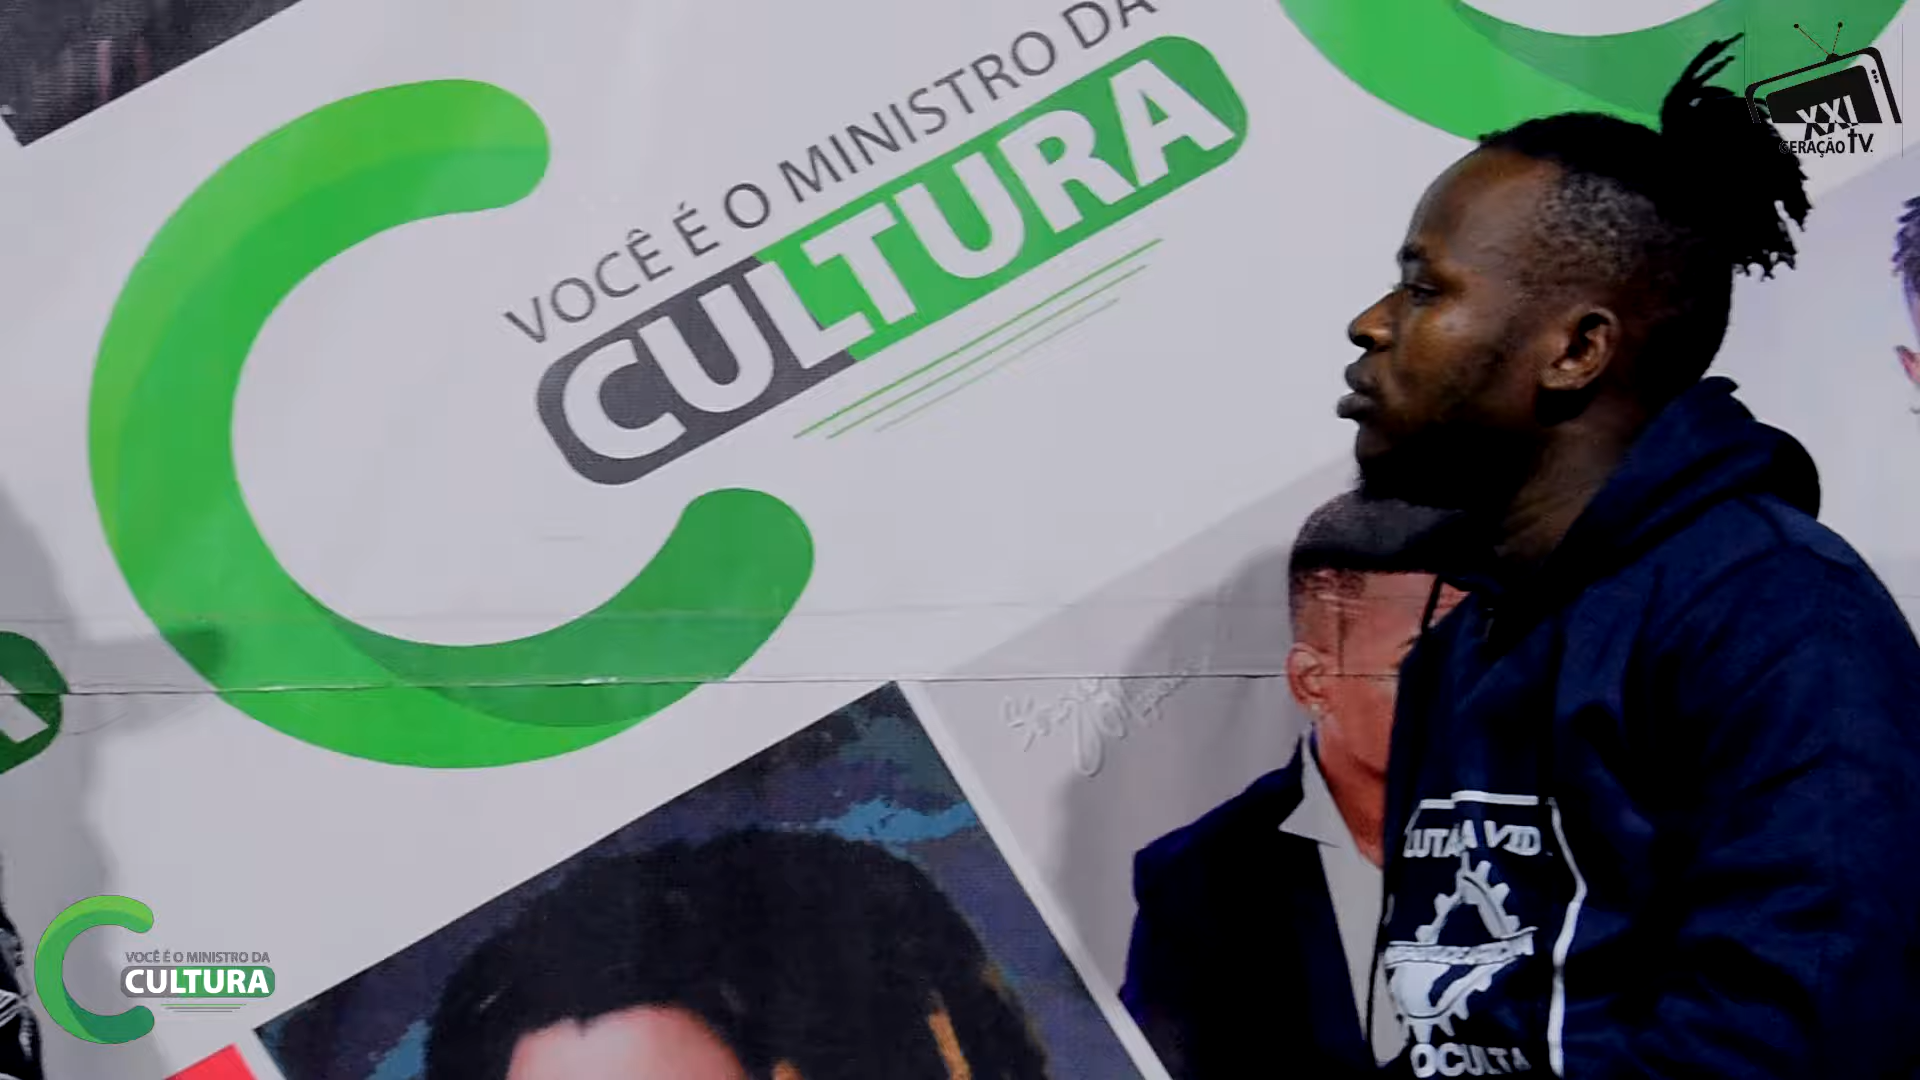 VOCÊ É O MINISTRO DA
CULTURA
XXI
GERAÇÃO TV.
LUTA A VID
OCULTA
VOCÊ É O MINISTRO DA
CULTURA